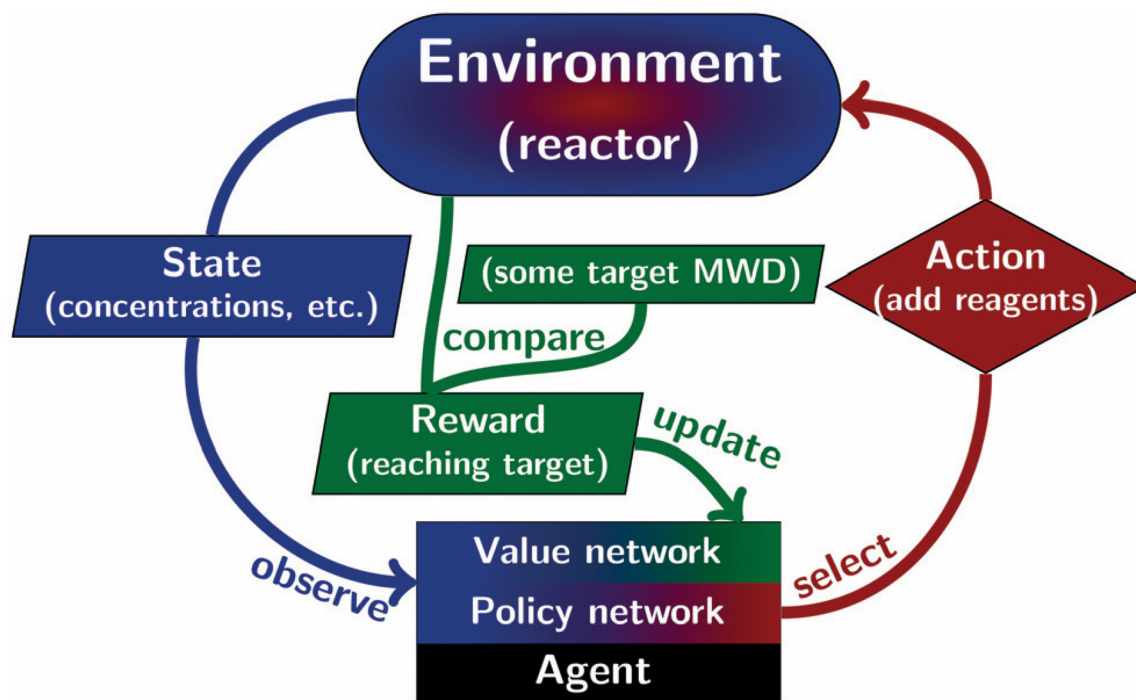 Environment
(reactor)
State
(concentrations, etc.)
(some target MWD)
Action
(add reagents)
compare
Reward
(reaching target)
update
observe
Value network
Policy network
Agent
select